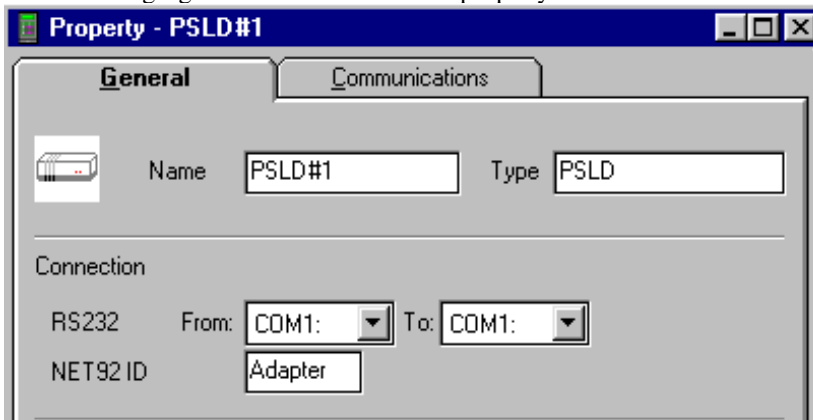 Property - PSLD#1
General Communications
Name PSLD#1 Type PSLD
Connection
RS232 From: COM1: To: COM1:
NET92 ID Adapter